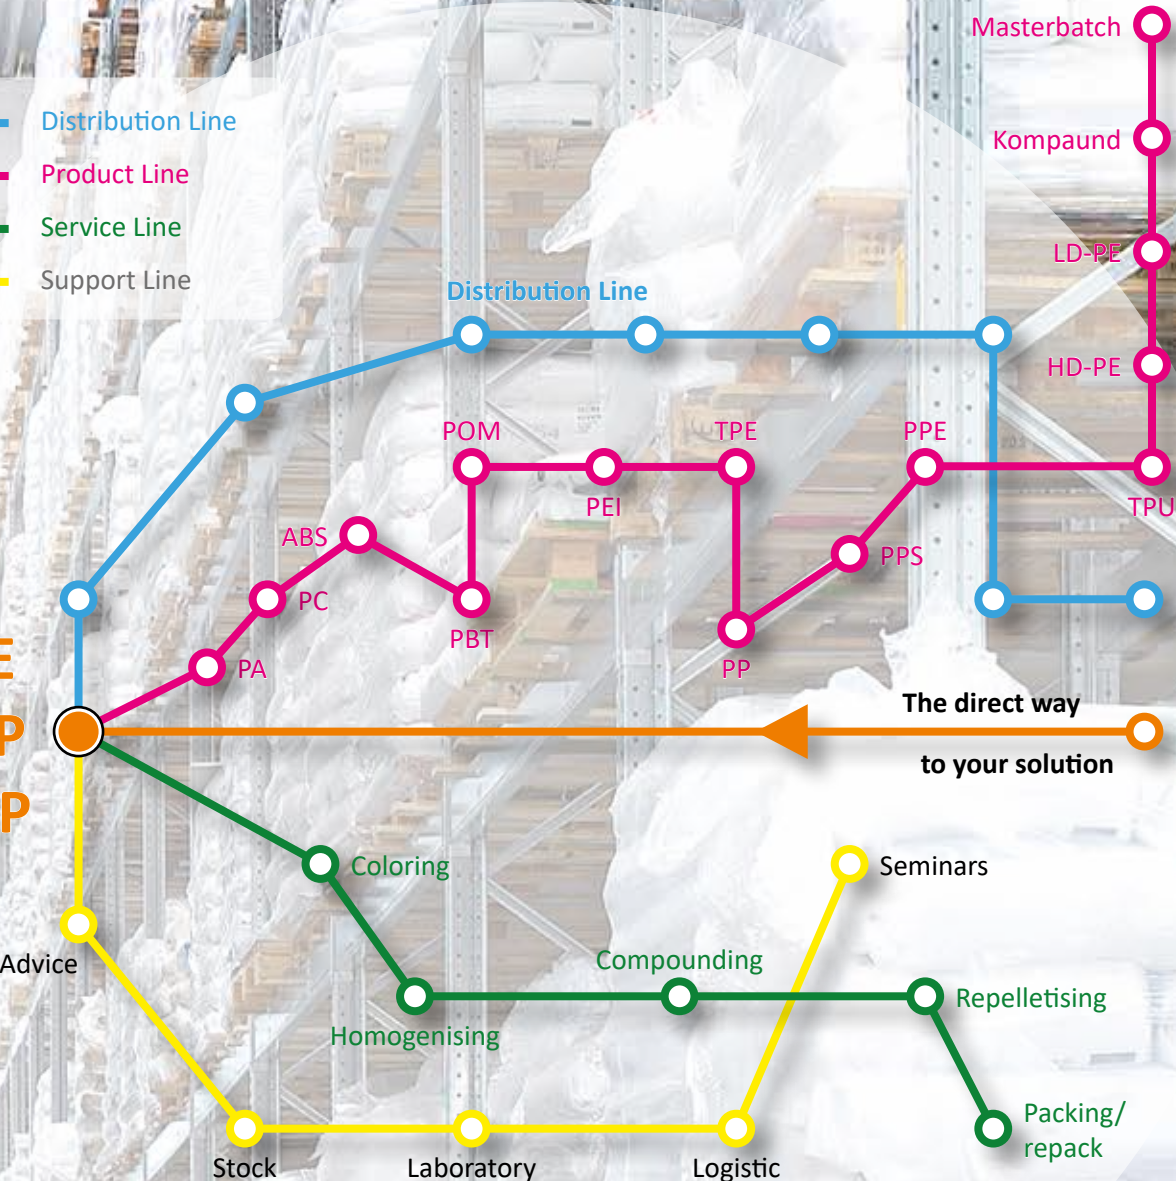 Masterbatch
Distribution Line
Kompaund
Product Line
Service Line
LD-PE
Support Line
Distribution Line
HD-PE
POM
TPE
PPE
PEI
TPU
ABS
PPS
PC
PBT
PA
PP
E
P
P
The direct way
to your solution
Coloring
Seminars
Advice
Compounding
Repelletising
Homogenising
Packing/
repack
Stock
Laboratory
Logistic